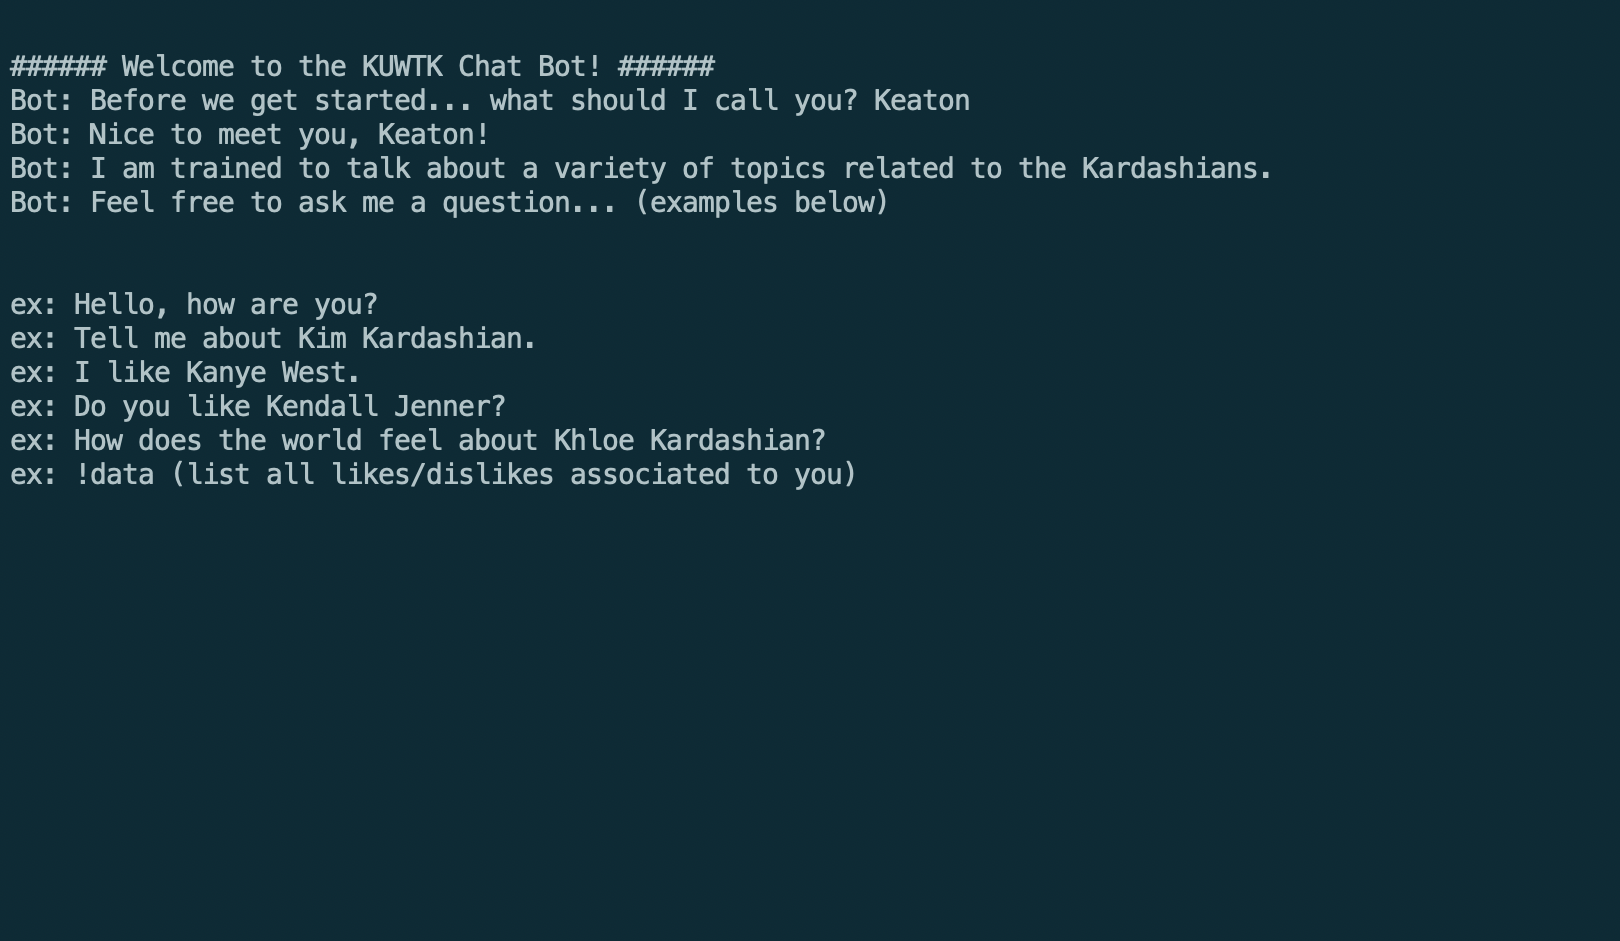 ###### Welcome to the KUWTK Chat Bot! ######
Bot: Before we get started... what should I call you? Keaton
Bot: Nice to meet you, Keaton!
Bot: I am trained to talk about a variety of topics related to the Kardashians.
Bot: Feel free to ask me a question... (examples below)
ex: Hello, how are you?
ex: Tell me about Kim Kardashian.
ex: I like Kanye West.
ex: Do you like Kendall Jenner?
ex: How does the world feel about Khloe Kardashian?
ex: !data (list all likes/dislikes associated to you)